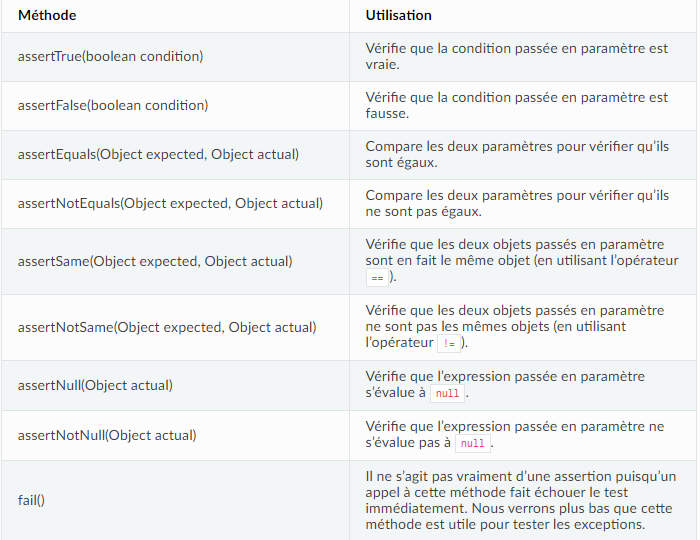 Méthode
Utilisation
assertTrue(boolean condition)
Vérifie que la condition passée en paramètre est
vraie.
assertFalse(boolean condition)
Vérifie que la condition passée en paramètre est
fausse.
assertEquals(Object expected, Object actual)
Compare les deux paramètres pour vérifier qu'ils
sont égaux.
assertNotEquals(Object expected, Object actual)
Compare les deux paramètres pour vérifier qu'ils
ne sont pas égaux.
assertSame(Object expected, Object actual)
Vérifie que les deux objets passés en paramètre
sont en fait le même objet (en utilisant l'opérateur
== ).
assertNotSame(Object expected, Object actual)
Vérifie que les deux objets passés en paramètre
ne sont pas les mêmes objets (en utilisant
l'opérateur != ).
assertNull(Object actual)
Vérifie que l'expression passée en paramètre
s'évalue à null .
assertNotNull(Object actual)
Vérifie que l'expression passée en paramètre ne
s'évalue pas à null .
fail()
Il ne s'agit pas vraiment d'une assertion puisqu'un
appel à cette méthode fait échouer le test
immédiatement. Nous verrons plus bas que cette
méthode est utile pour tester les exceptions.